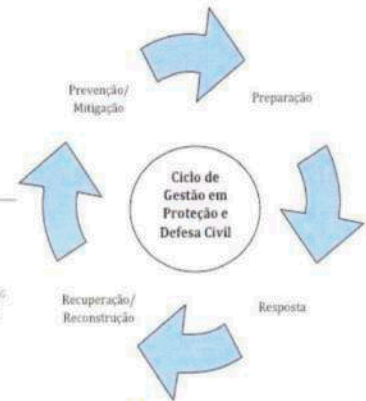 Prevenção/
Mitigação
Preparação
Ciclo de
Gestão em
Proteção e
Defesa Civil
Recuperação/
Reconstrução
Resposta